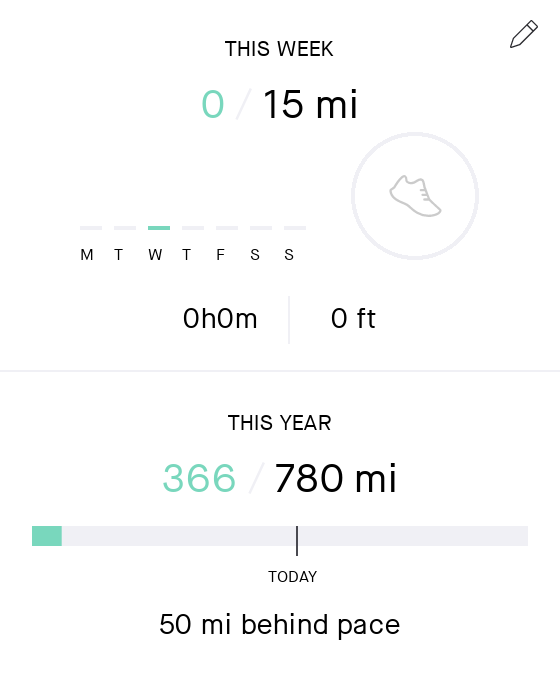 THIS WEEK
0 / 15 mi
M T W T F S S
0h0m 0 ft
THIS YEAR
366 / 780 mi
TODAY
50 mi behind pace